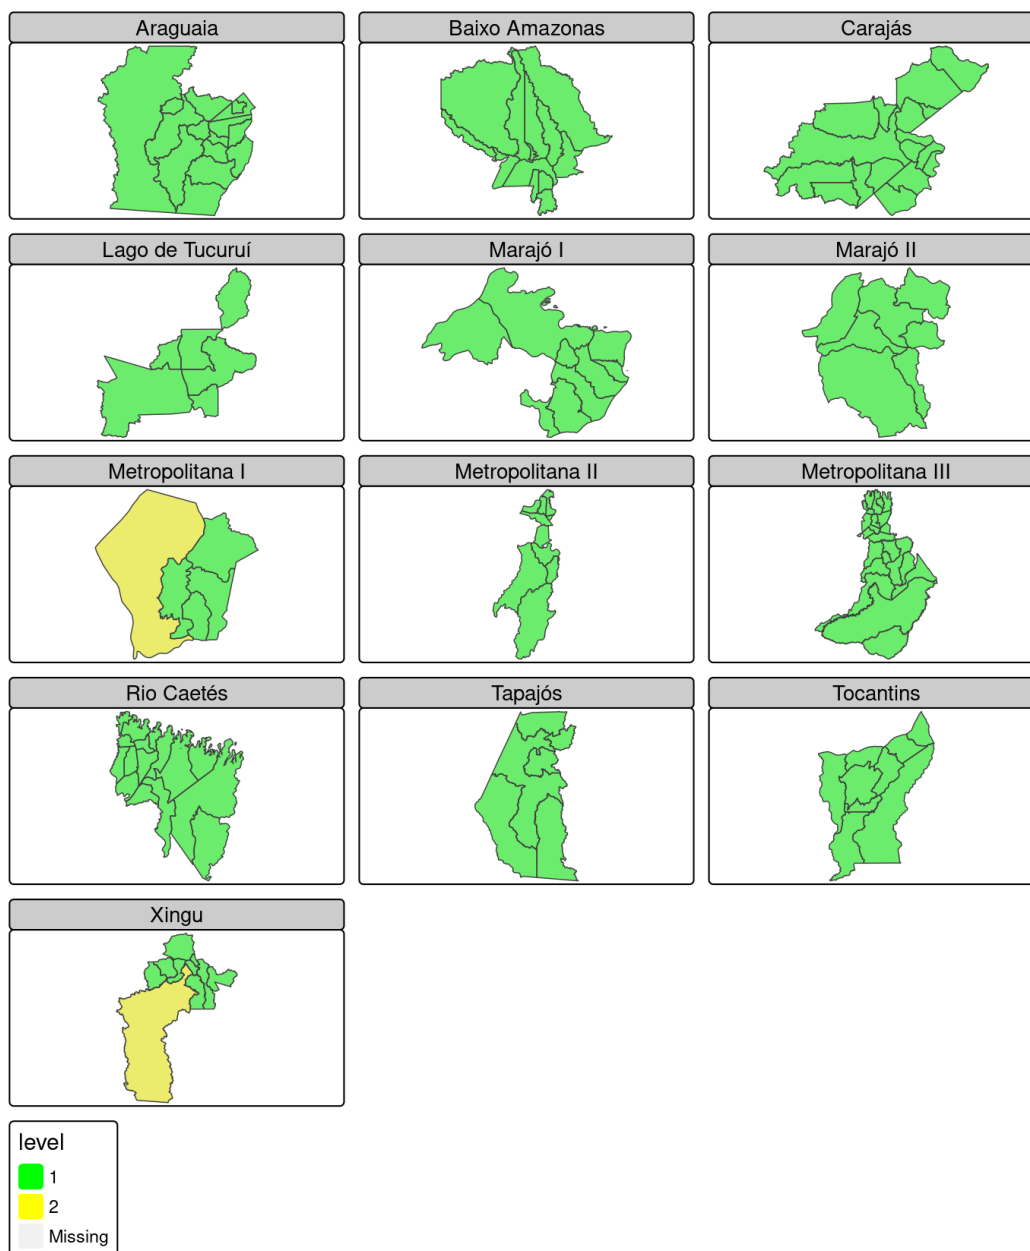 Araguaia
Baixo Amazonas
Carajás
Lago de Tucuruí
Marajó I
Marajó II
Metropolitana I
Metropolitana II
Metropolitana III
Rio Caetés
Tapajós
Tocantins
Xingu
level
1
2
Missing